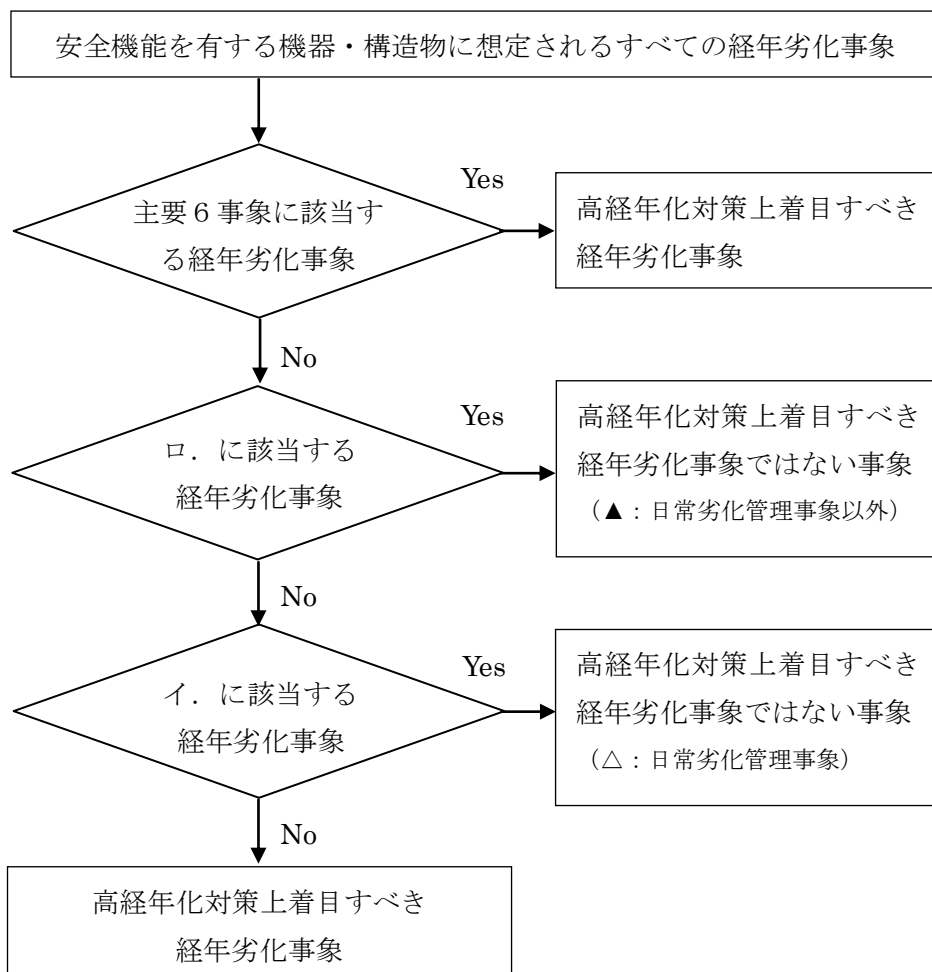 安全機能を有する機器・構造物に想定されるすべての経年劣化事象
Yes
主要６事象に該当す
る経年劣化事象
高経年化対策上着目すべき
経年劣化事象
No
Yes
ロ．に該当する
経年劣化事象
高経年化対策上着目すべき
経年劣化事象ではない事象
（▲：日常劣化管理事象以外）
No
Yes
イ．に該当する
経年劣化事象
高経年化対策上着目すべき
経年劣化事象ではない事象
（△：日常劣化管理事象）
No
高経年化対策上着目すべき
経年劣化事象